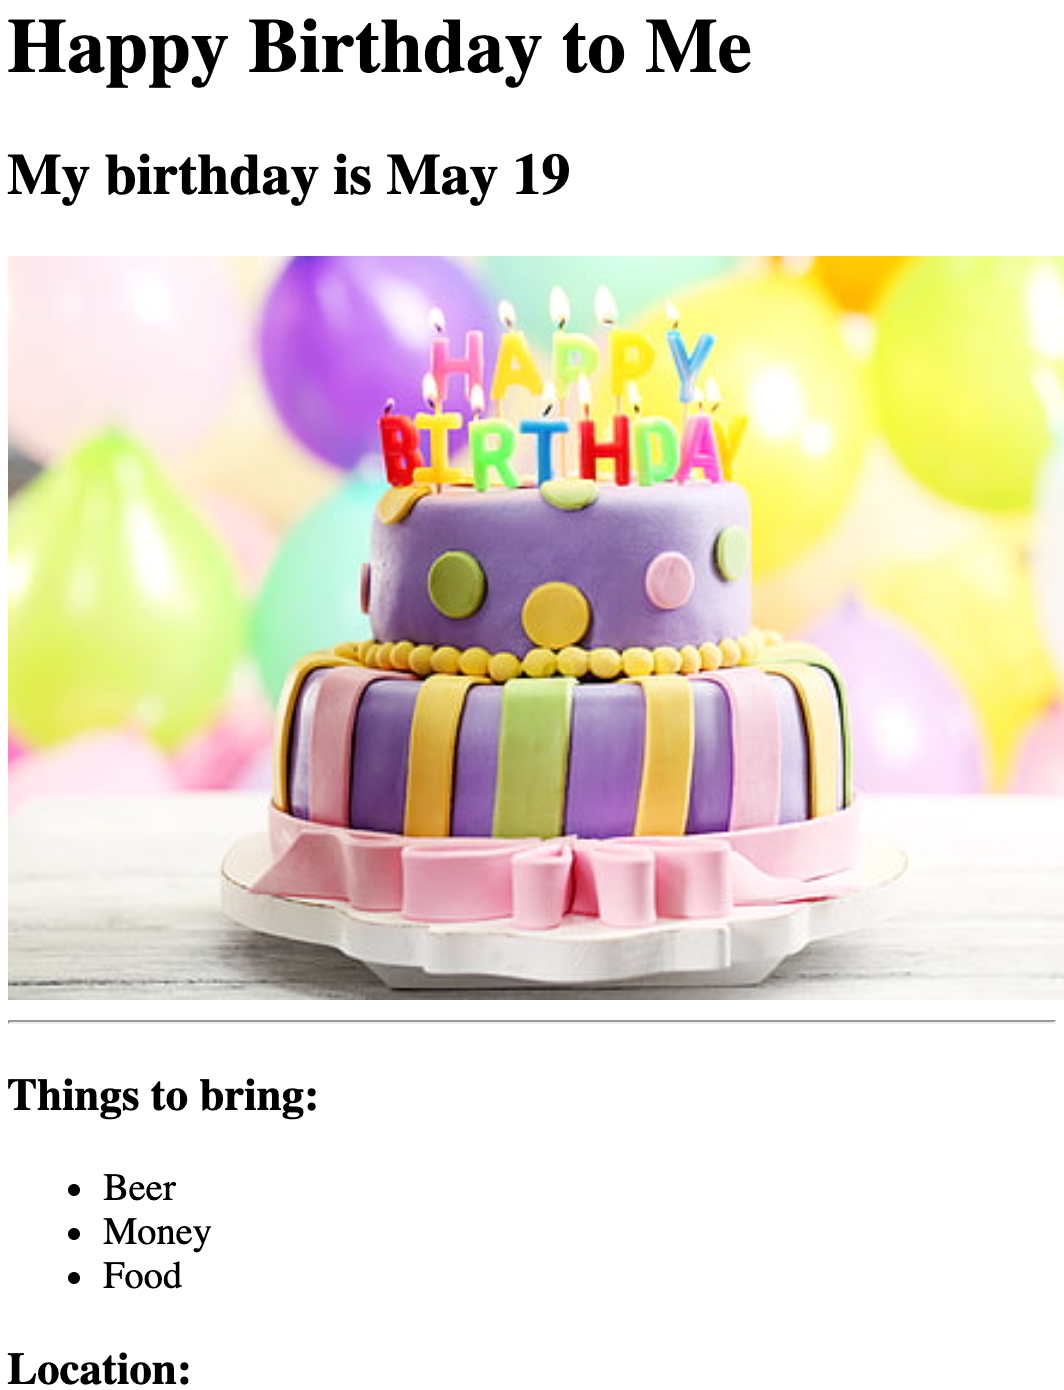 Happy Birthday to Me
My birthday is May 19
HAPPY
BIRTHDAY
Things to bring:
Beer
Money
Food
Location: